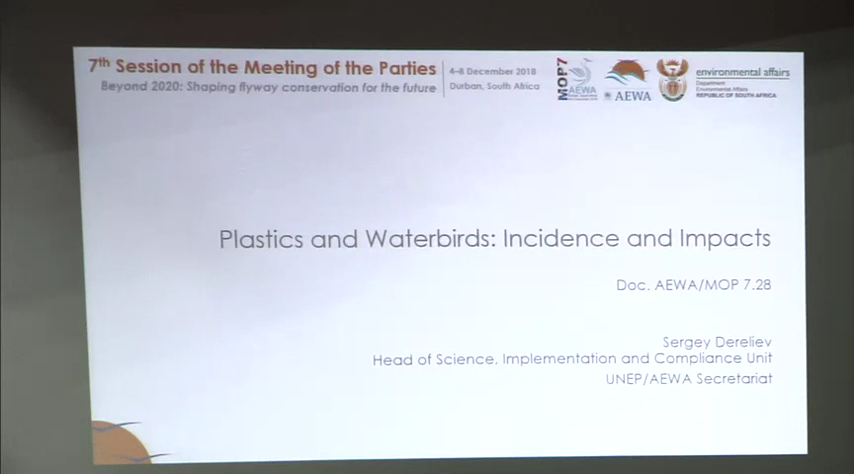 7th Session of the Meeting of the Parties
Beyond 2020: Shaping flyway conservation for the future
4–8 December 2018
Durban, South Africa
MOP7
AEWA
AEWA
environmental affairs
Department:
Environmental Affairs
REPUBLIC OF SOUTH AFRICA
Plastics and Waterbirds: Incidence and Impacts
Doc. AEWA/MOP 7.28
Sergey Dereliev
Head of Science, Implementation and Compliance Unit
UNEP/AEWA Secretariat